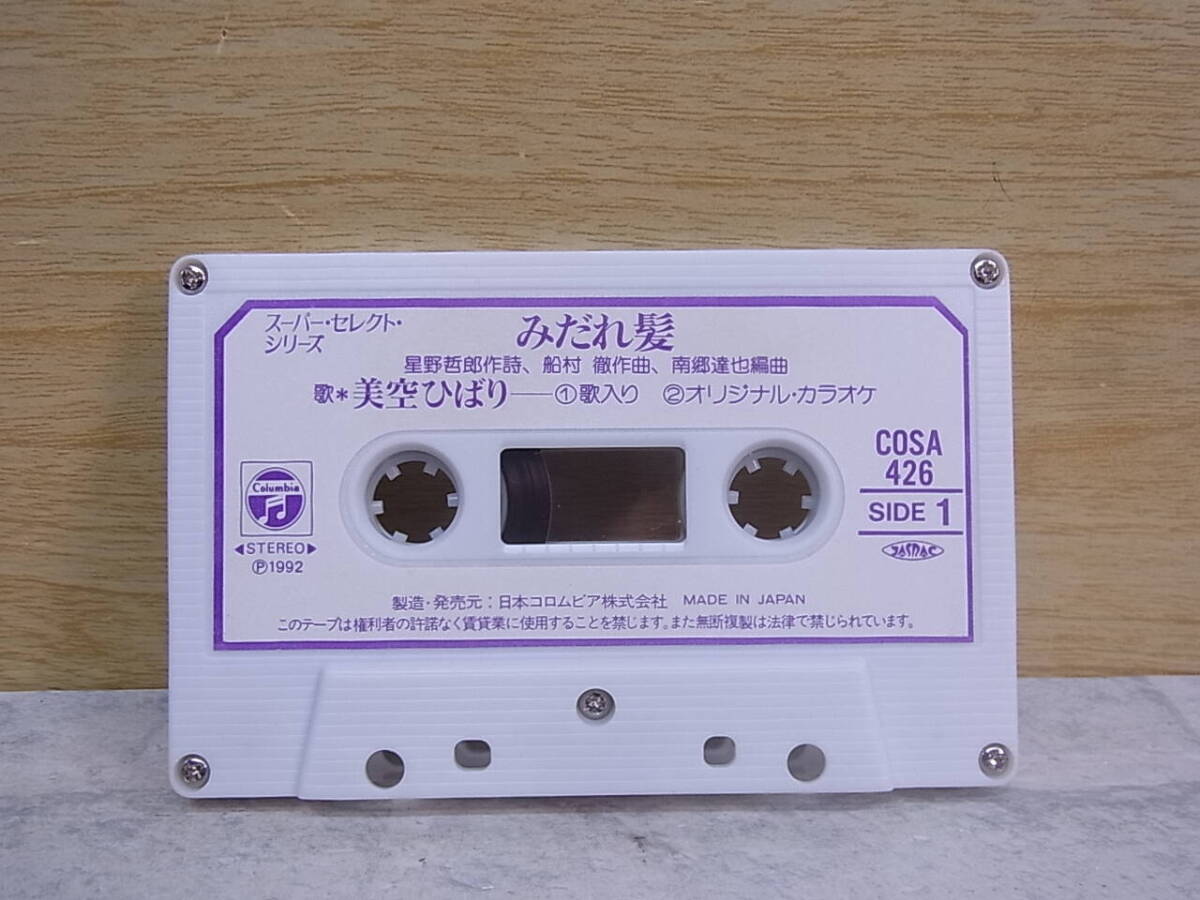 スーパー・セレクト・
シリーズ
みだれ髪
星野哲郎作詩、船村 徹作曲、南郷達也編曲
歌＊美空ひばり――①歌入り ②オリジナル・カラオケ
COSA
426
SIDE 1
JASRAC
Columbia
◀STEREO▶
Ⓟ1992
製造・発売元：日本コロムビア株式会社 MADE IN JAPAN
このテープは権利者の許諾なく賃貸業に使用することを禁じます。また無断複製は法律で禁じられています。